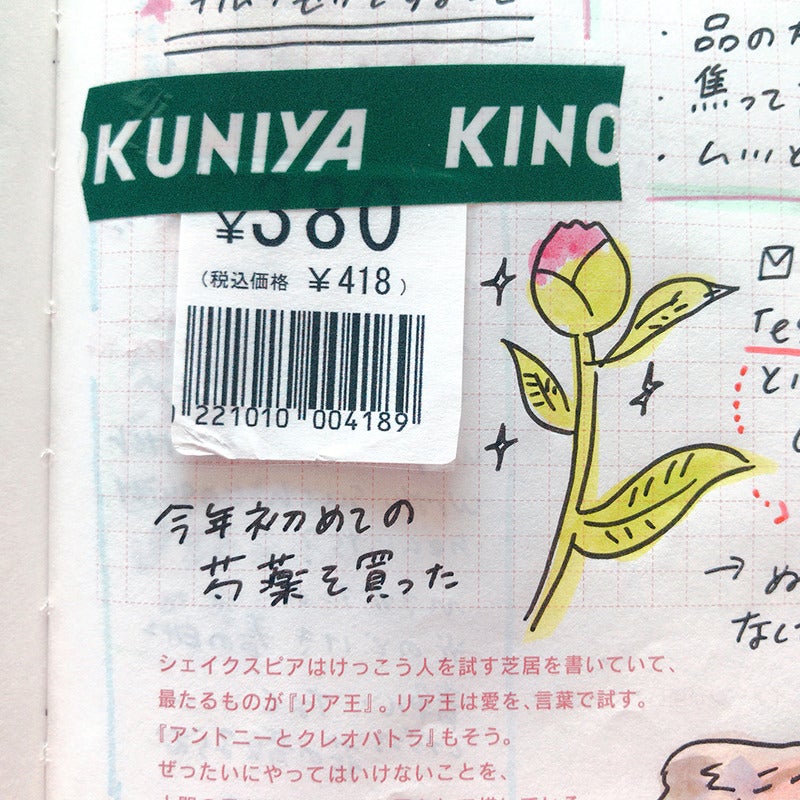 KUNIYA KINO
¥380
(税込価格 ¥418)
221010 004189
今年初めての
芍薬を買った
シェイクスピアはけっこう人を試す芝居を書いていて、
最たるものが『リア王』。リア王は愛を、言葉で試す。
『アントニーとクレオパトラ』もそう。
ぜったいにやってはいけないことを、
・品の
・焦って
・ムリ
と
→ ぬ
ない